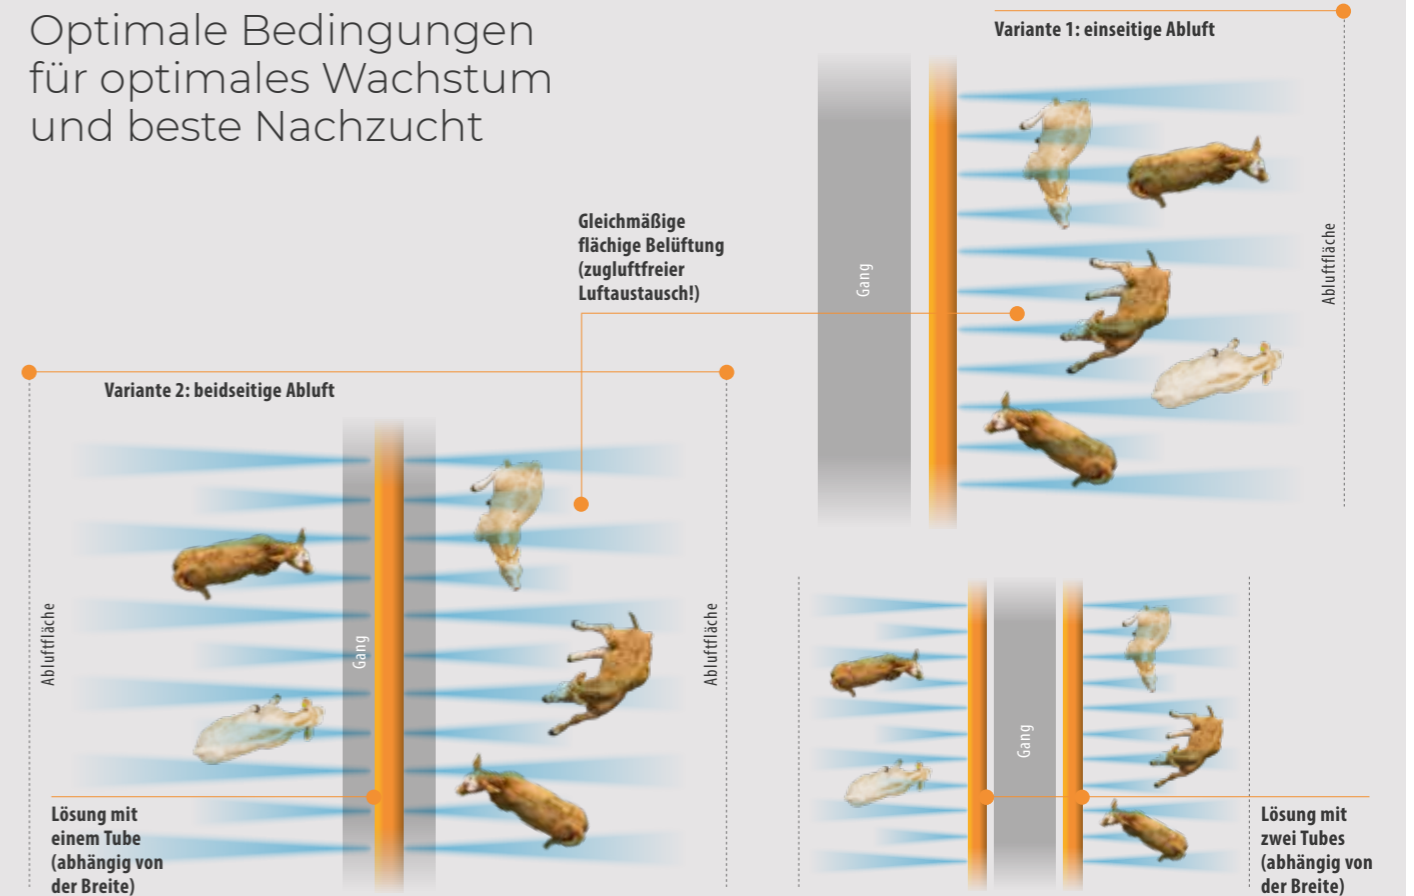 Optimale Bedingungen
für optimales Wachstum
und beste Nachzucht
Variante 1: einseitige Abluft
Gang
Abluftfläche
Gleichmäßige
flächige Belüftung
(zugluftfreier
Luftaustausch!)
Variante 2: beidseitige Abluft
Abluftfläche
Gang
Abluftfläche
Lösung mit
einem Tube
(abhängig von
der Breite)
Gang
Lösung mit
zwei Tubes
(abhängig von
der Breite)